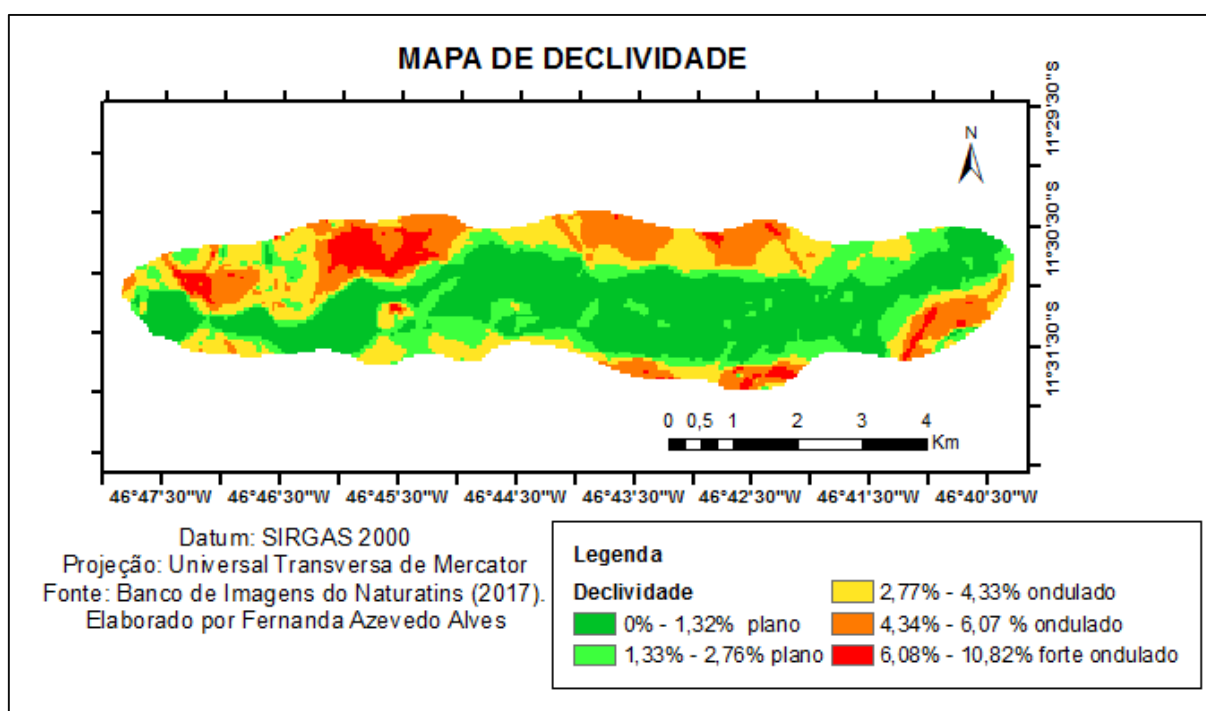 MAPA DE DECLIVIDADE
N
11°29'30"S
11°30'30"S
11°30'30"S
11°31'30"S
11°31'30"S
0 0,5 1 2 3 4
Km
46°47'30"W 46°46'30"W 46°45'30"W 46°44'30"W 46°43'30"W 46°42'30"W 46°41'30"W 46°40'30"W
Datum: SIRGAS 2000
Projeção: Universal Transversa de Mercator
Fonte: Banco de Imagens do Naturatins (2017).
Elaborado por Fernanda Azevedo Alves
Legenda
Declividade
0% - 1,32% plano
1,33% - 2,76% plano
2,77% - 4,33% ondulado
4,34% - 6,07 % ondulado
6,08% - 10,82% forte ondulado